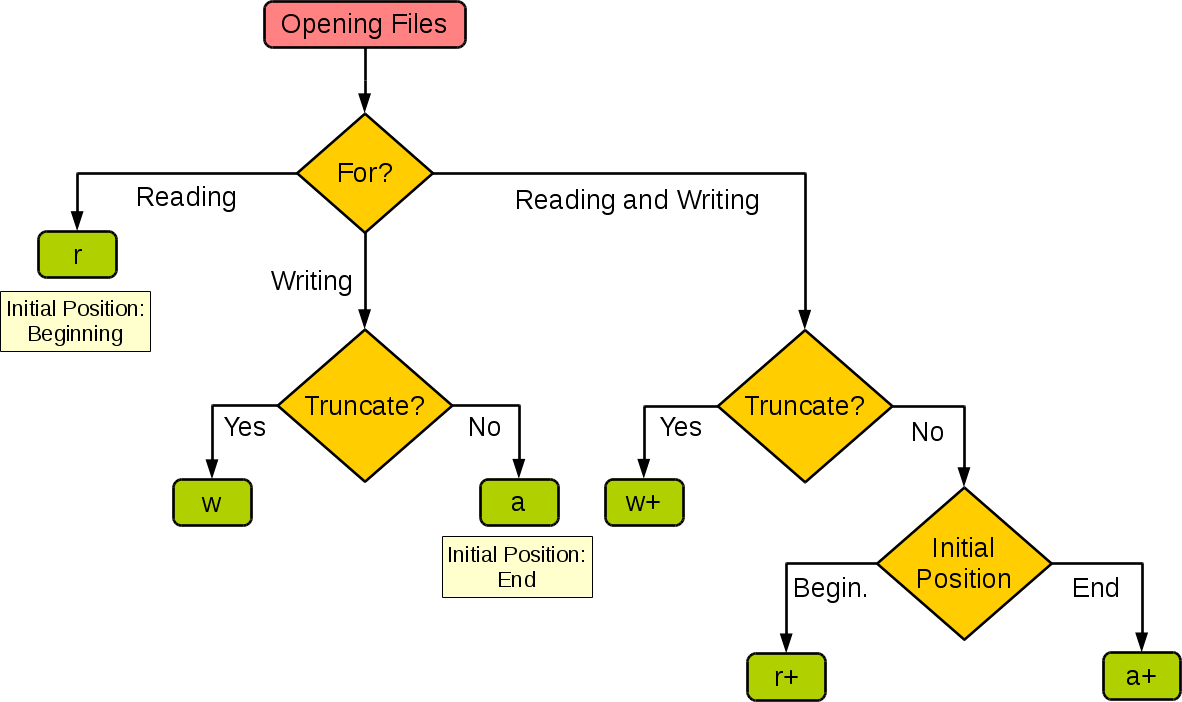 Opening Files
For?
Reading
Reading and Writing
r
Writing
Initial Position:
Beginning
Truncate?
Truncate?
Yes
No
Yes
No
w
a
w+
Initial Position:
End
Initial
Position
Begin.
End
r+
a+